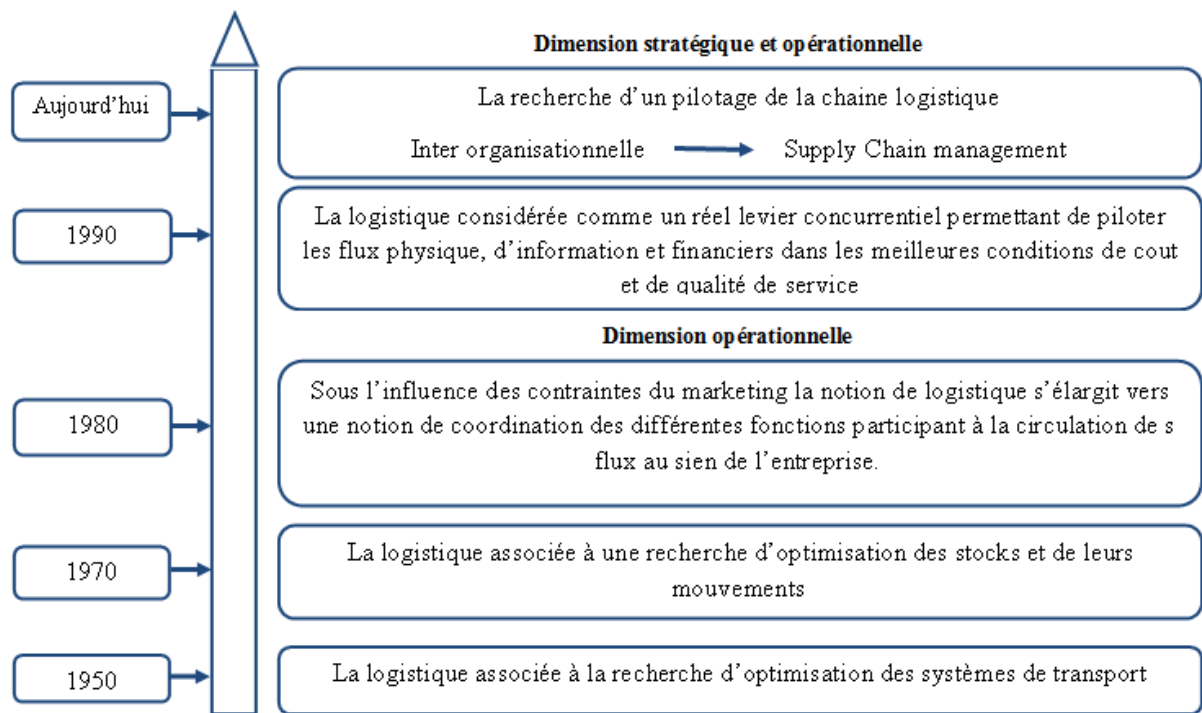 Dimension stratégique et opérationnelle
Aujourd’hui
La recherche d’un pilotage de la chaine logistique
Inter organisationnelle
Supply Chain management
1990
La logistique considérée comme un réel levier concurrentiel permettant de piloter
les flux physique, d’information et financiers dans les meilleures conditions de cout
et de qualité de service
Dimension opérationnelle
1980
Sous l’influence des contraintes du marketing la notion de logistique s’élargit vers
une notion de coordination des différentes fonctions participant à la circulation de s
flux au sien de l’entreprise.
1970
La logistique associée à une recherche d’optimisation des stocks et de leurs
mouvements
1950
La logistique associée à la recherche d’optimisation des systèmes de transport